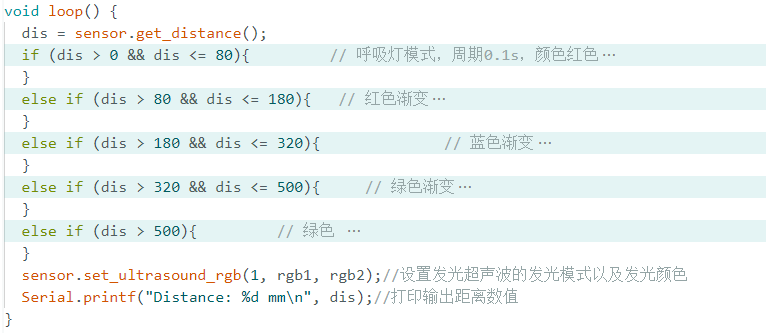 void loop() {
  dis = sensor.get_distance();
  if (dis > 0 && dis <= 80){         // 呼吸灯模式，周期0.1s，颜色红色…
  }
  else if (dis > 80 && dis <= 180){   // 红色渐变…
  }
  else if (dis > 180 && dis <= 320){              // 蓝色渐变…
  }
  else if (dis > 320 && dis <= 500){     // 绿色渐变…
  }
  else if (dis > 500){         // 绿色 …
  }
  sensor.set_ultrasound_rgb(1, rgb1, rgb2);//设置发光超声波的发光模式以及发光颜色
  Serial.printf("Distance: %d mm\n", dis);//打印输出距离数值
}